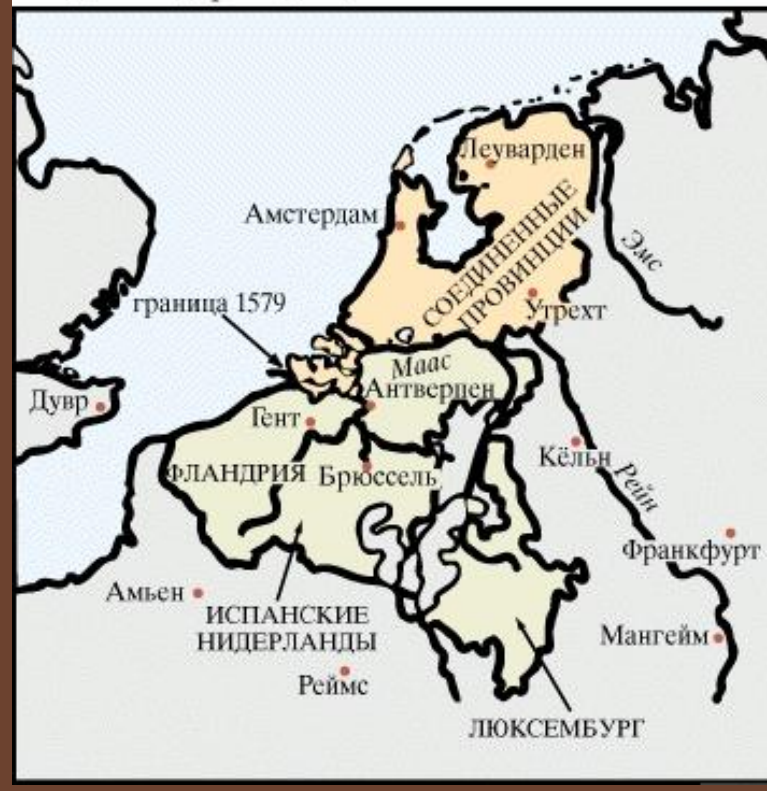 Леуварден
Амстердам
СОЕДИНЕННЫЕ
ПРОВИНЦИИ
Эмс
граница 1579
Утрехт
Маас
Дувр
Антверпен
Гент
Кёльн
ФЛАНДРИЯ
Брюссель
Рейн
Франкфурт
Амьен
ИСПАНСКИЕ
НИДЕРЛАНДЫ
Мангейм
Реймс
ЛЮКСЕМБУРГ